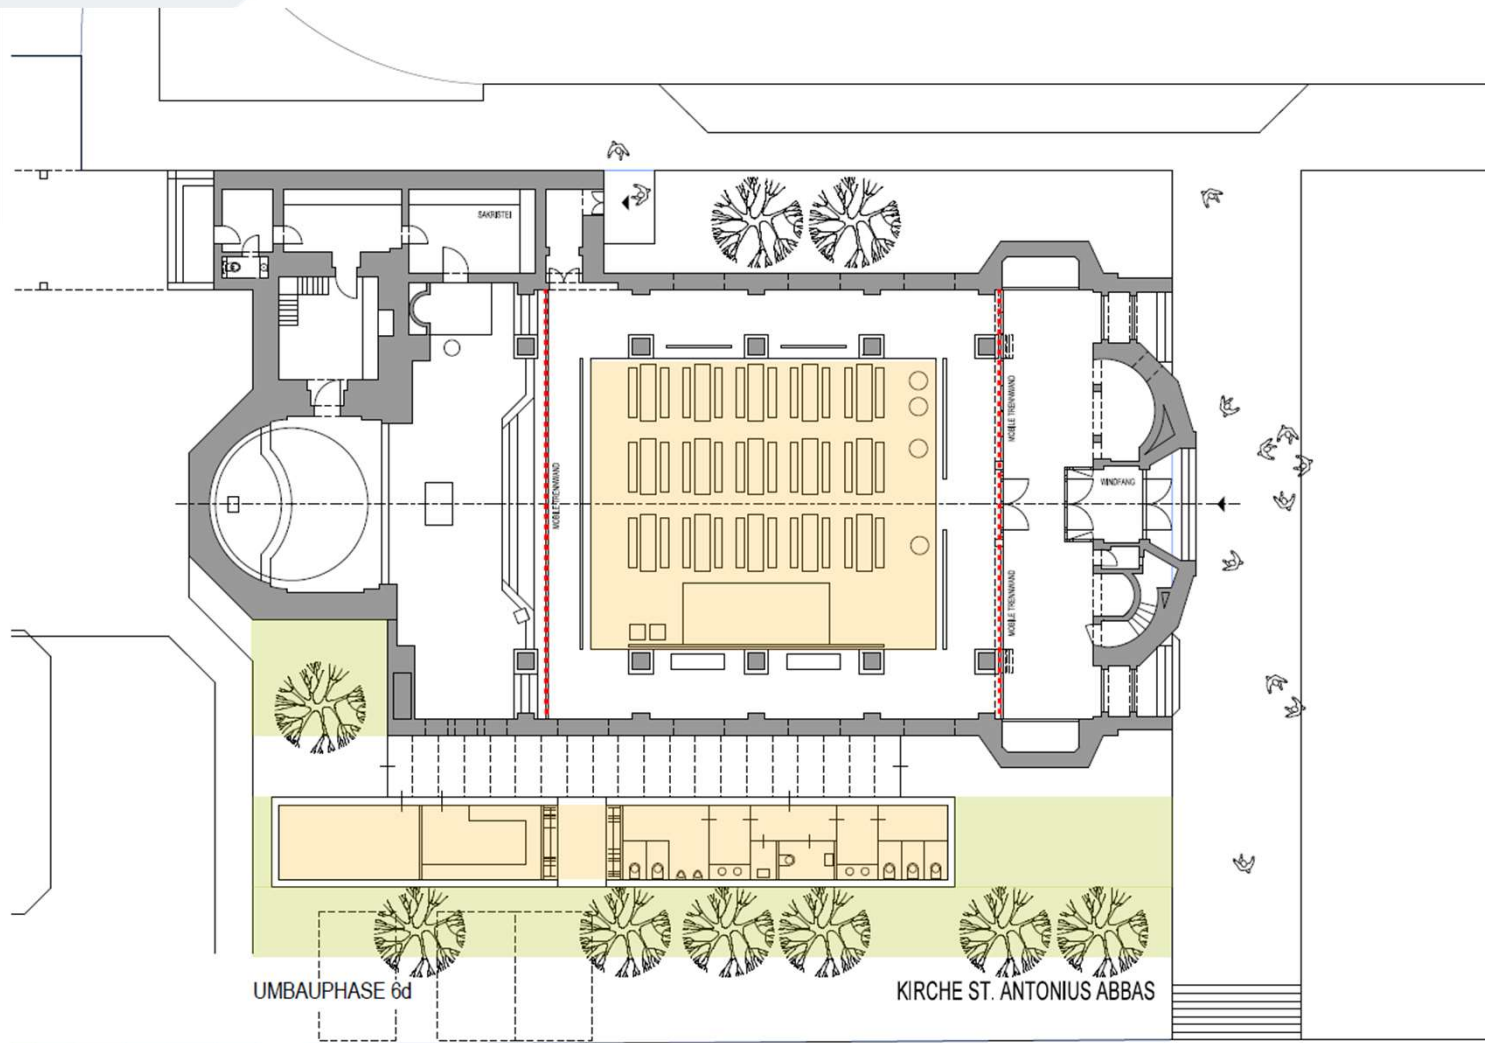 SAKRISTEI
MOBILE TRENNWAND
MOBILE TRENNWAND
WINDFANG
MOBILE TRENNWAND
UMBAUPHASE 6d
KIRCHE ST. ANTONIUS ABBAS